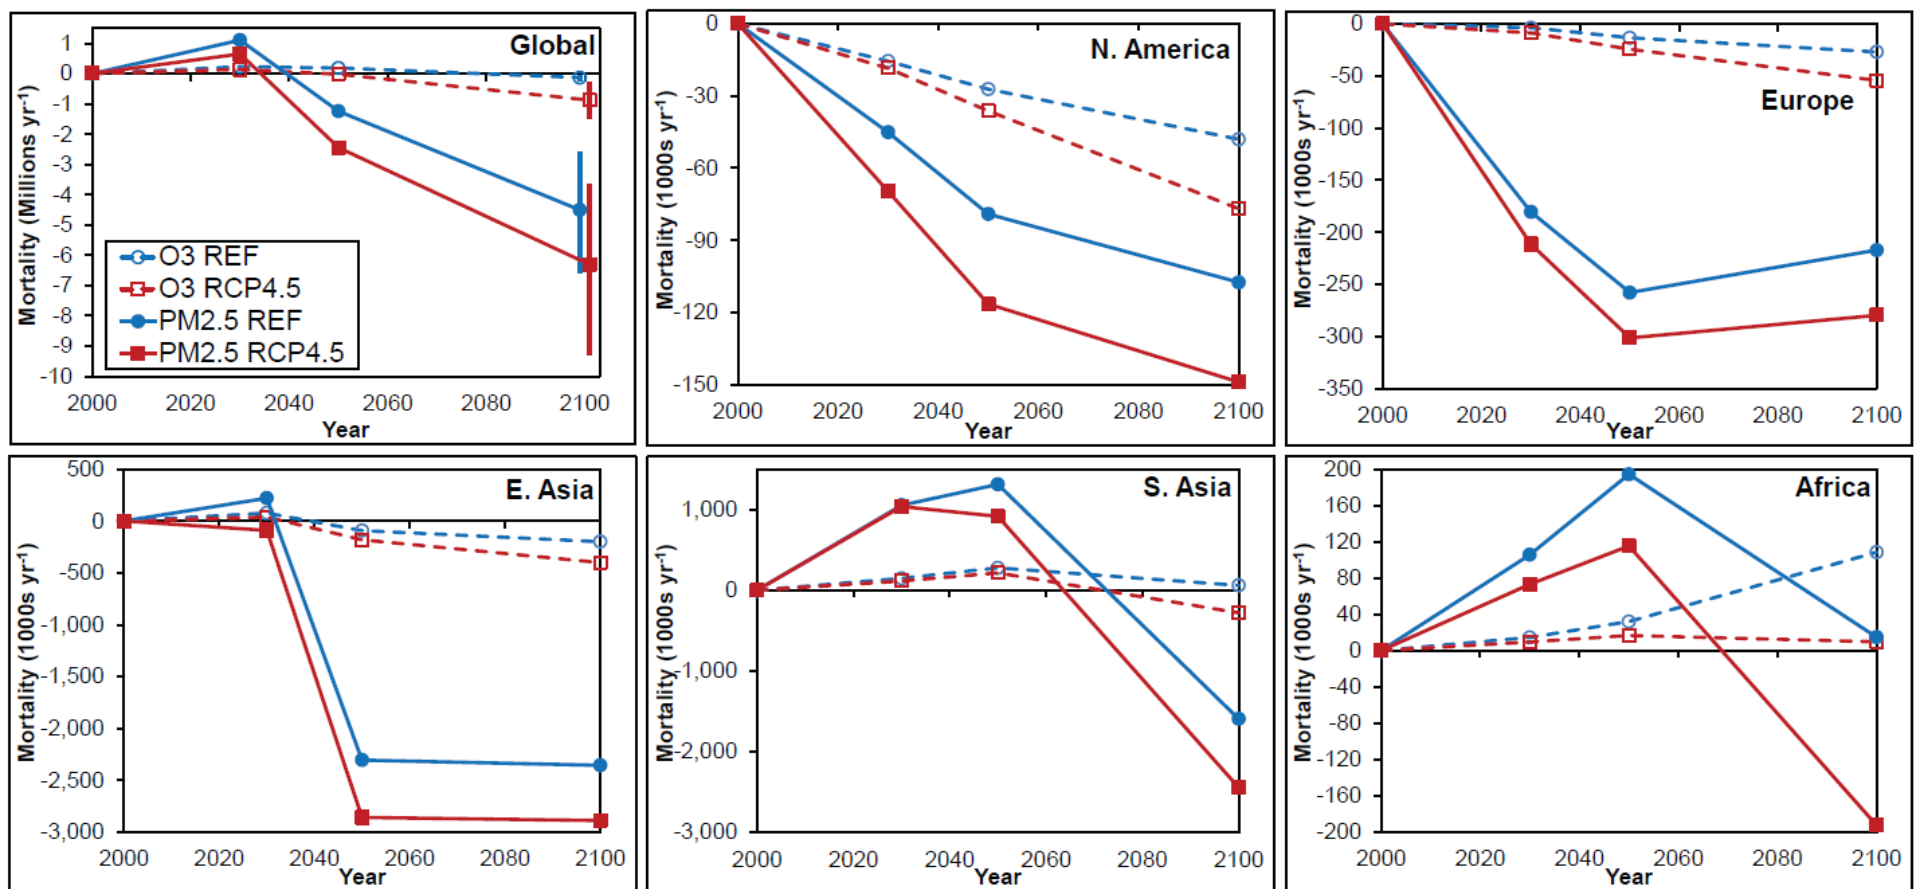 Global
Mortality (Millions yr-1)
1
0
-1
-2
-3
-4
-5
-6
-7
-8
-9
-10
O3 REF
O3 RCP4.5
PM2.5 REF
PM2.5 RCP4.5
2000 2020 2040 2060 2080 2100
Year
N. America
Mortality (1000s yr-1)
0
-30
-60
-90
-120
-150
2000 2020 2040 2060 2080 2100
Year
Europe
Mortality (1000s yr-1)
0
-50
-100
-150
-200
-250
-300
-350
2000 2020 2040 2060 2080 2100
Year
E. Asia
Mortality (1000s yr-1)
500
0
-500
-1,000
-1,500
-2,000
-2,500
-3,000
2000 2020 2040 2060 2080 2100
Year
S. Asia
Mortality (1000s yr-1)
1,000
0
-1,000
-2,000
-3,000
2000 2020 2040 2060 2080 2100
Year
Africa
Mortality (1000s yr-1)
200
160
120
80
40
0
-40
-80
-120
-160
-200
2000 2020 2040 2060 2080 2100
Year